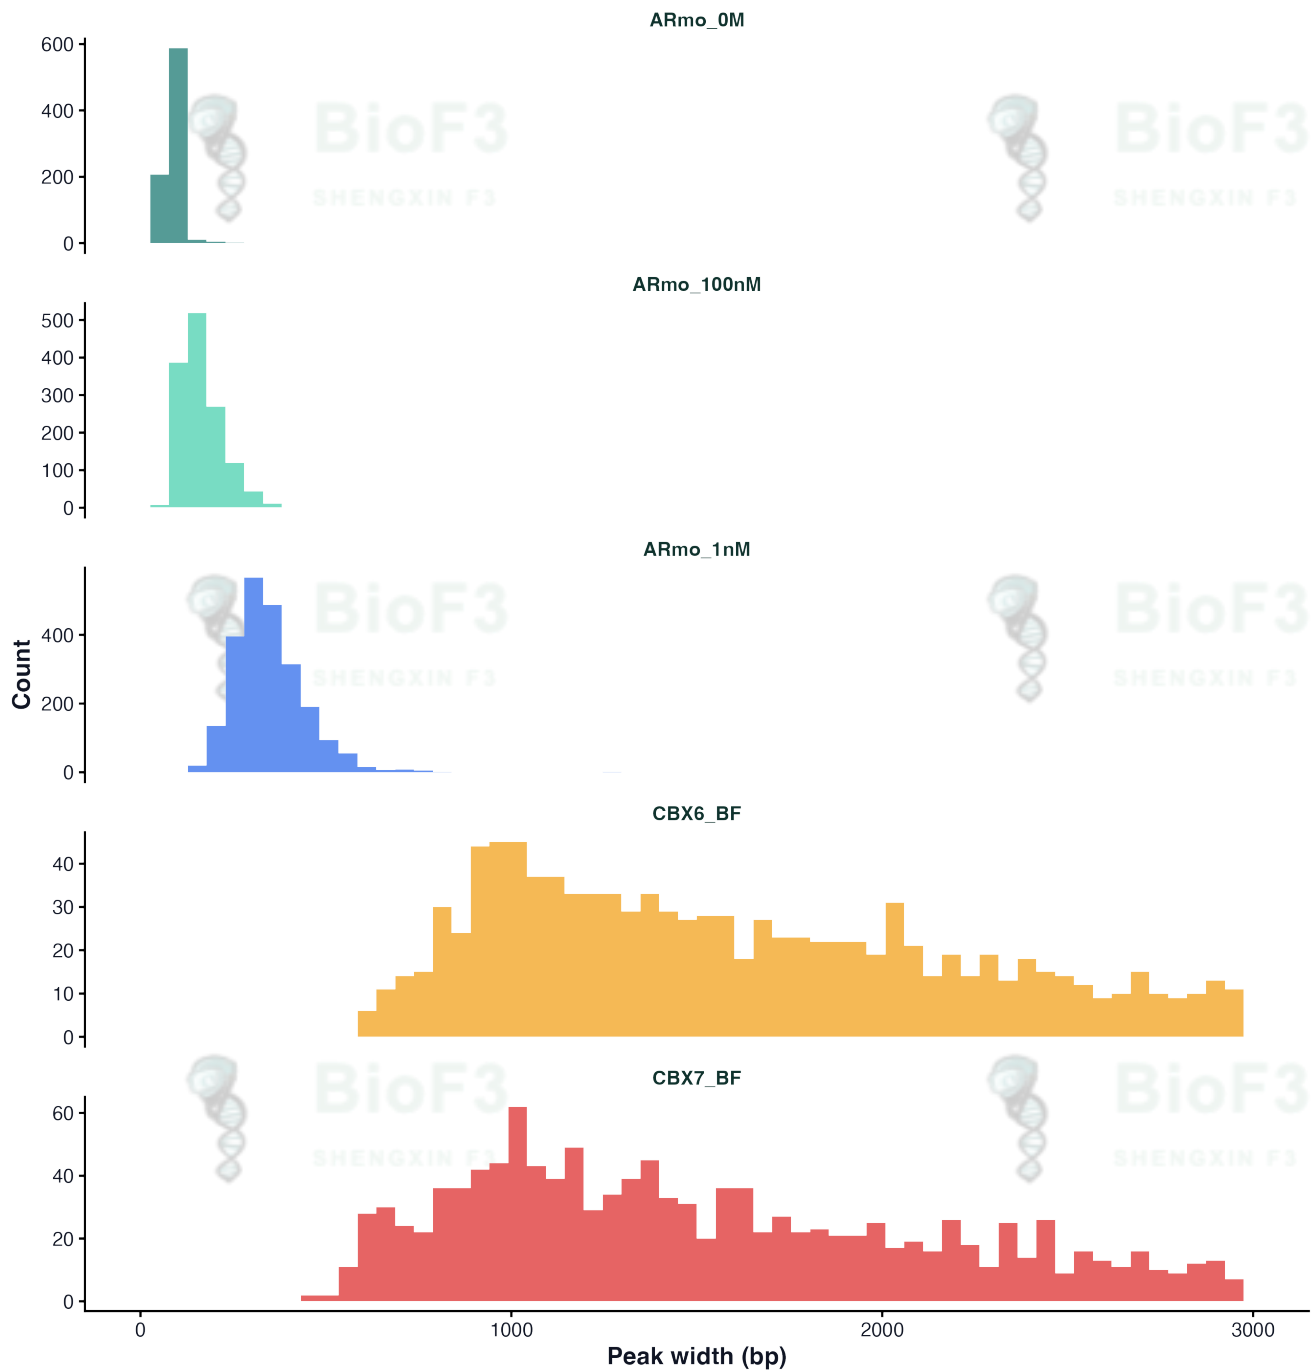 ARmo_0M
600
400
200
0
BioF3
SHENGXIN F3
BioF3
SHENGXIN F3
ARmo_100nM
500
400
300
200
100
0
ARmo_1nM
400
200
0
BioF3
SHENGXIN F3
BioF3
SHENGXIN F3
Count
CBX6_BF
40
30
20
10
0
CBX7_BF
60
40
20
0
BioF3
SHENGXIN F3
BioF3
SHENGXIN F3
0 1000 2000 3000
Peak width (bp)